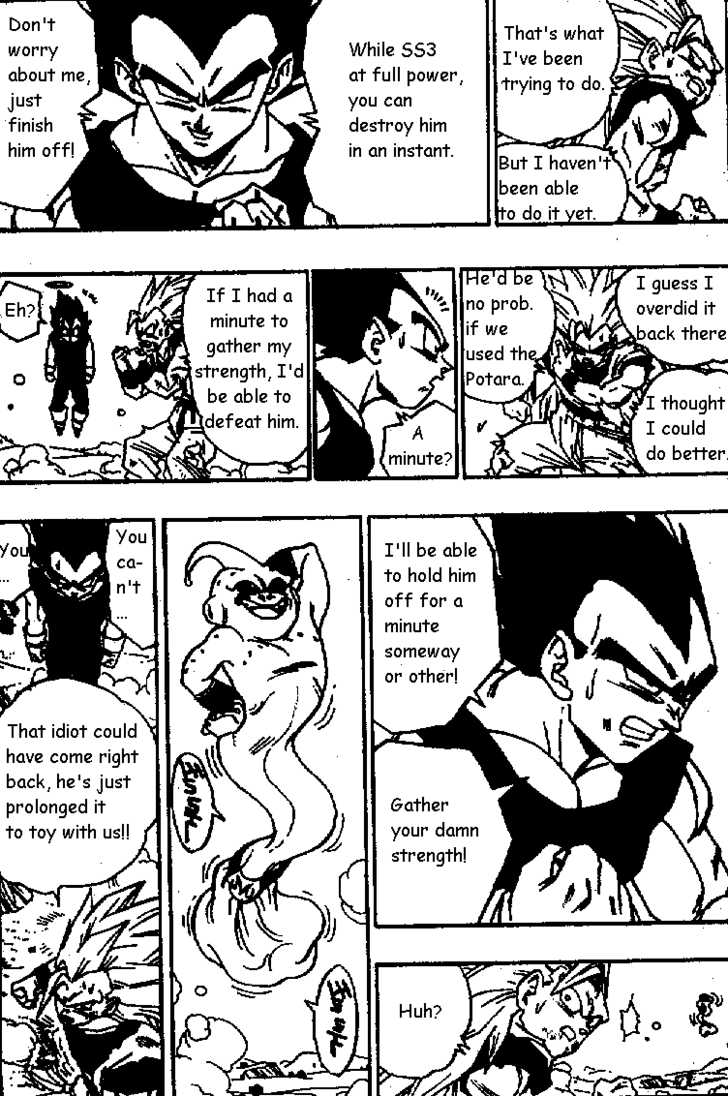 Don't
worry
about me,
just
finish
him off!
While SS3
at full power,
you can
destroy him
in an instant.
That's what
I've been
trying to do.
But I haven't
been able
to do it yet.
Eh?
If I had a
minute to
gather my
strength, I'd
be able to
defeat him.
A
minute?
He'd be
no prob.
if we
used the
Potara.
I guess I
overdid it
back there
I thought
I could
do better.
You
...
You
ca-
n't
...
That idiot could
have come right
back, he's just
prolonged it
to toy with us!!
I'll be able
to hold him
off for a
minute
someway
or other!
Gather
your damn
strength!
Huh?